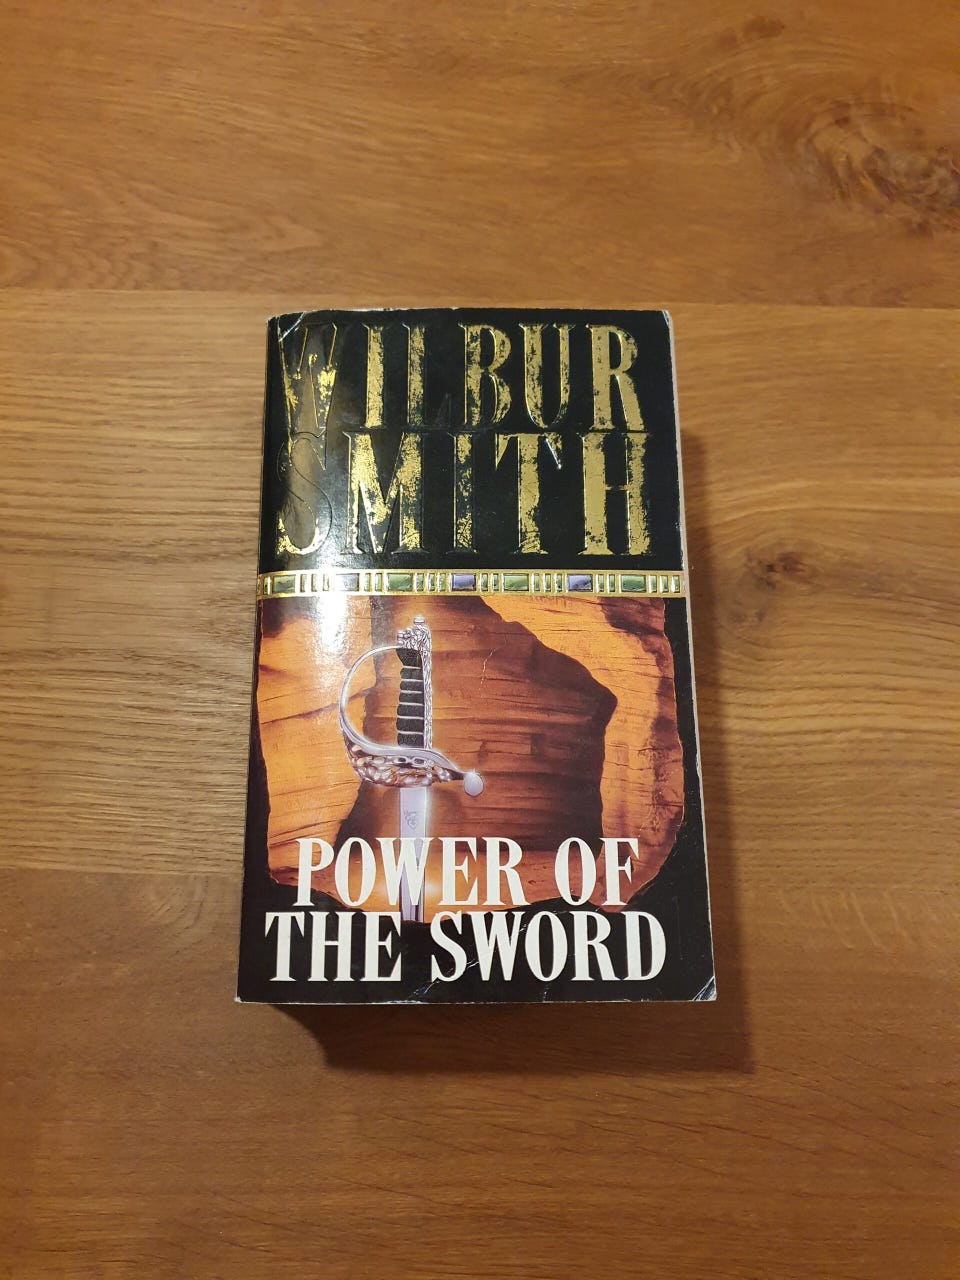 WILBUR
SMITH
POWER OF
THE SWORD